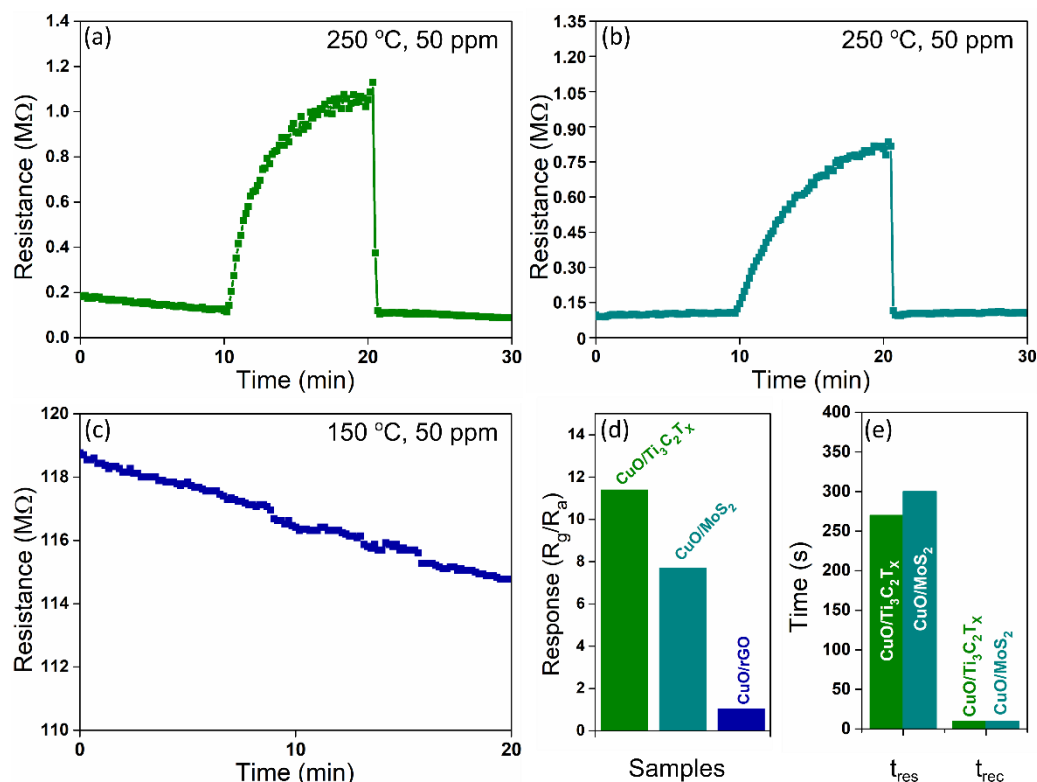 (a)
250 °C, 50 ppm
1.4
1.2
1.0
0.8
0.6
0.4
0.2
0.0
Resistance (MΩ)
0
10
20
30
Time (min)
(b)
250 °C, 50 ppm
1.35
1.20
1.05
0.90
0.75
0.60
0.45
0.30
0.15
0
Resistance (MΩ)
0
10
20
30
Time (min)
(c)
150 °C, 50 ppm
120
118
116
114
112
110
Resistance (MΩ)
0
10
20
Time (min)
(d)
14
12
10
8
6
4
2
0
Response (Rg/Ra)
CuO/Ti3C2TX
CuO/MoS2
CuO/rGO
Samples
(e)
400
350
300
250
200
150
100
50
0
Time (s)
CuO/Ti3C2TX
CuO/MoS2
CuO/Ti3C2TX
CuO/MoS2
tres
trec